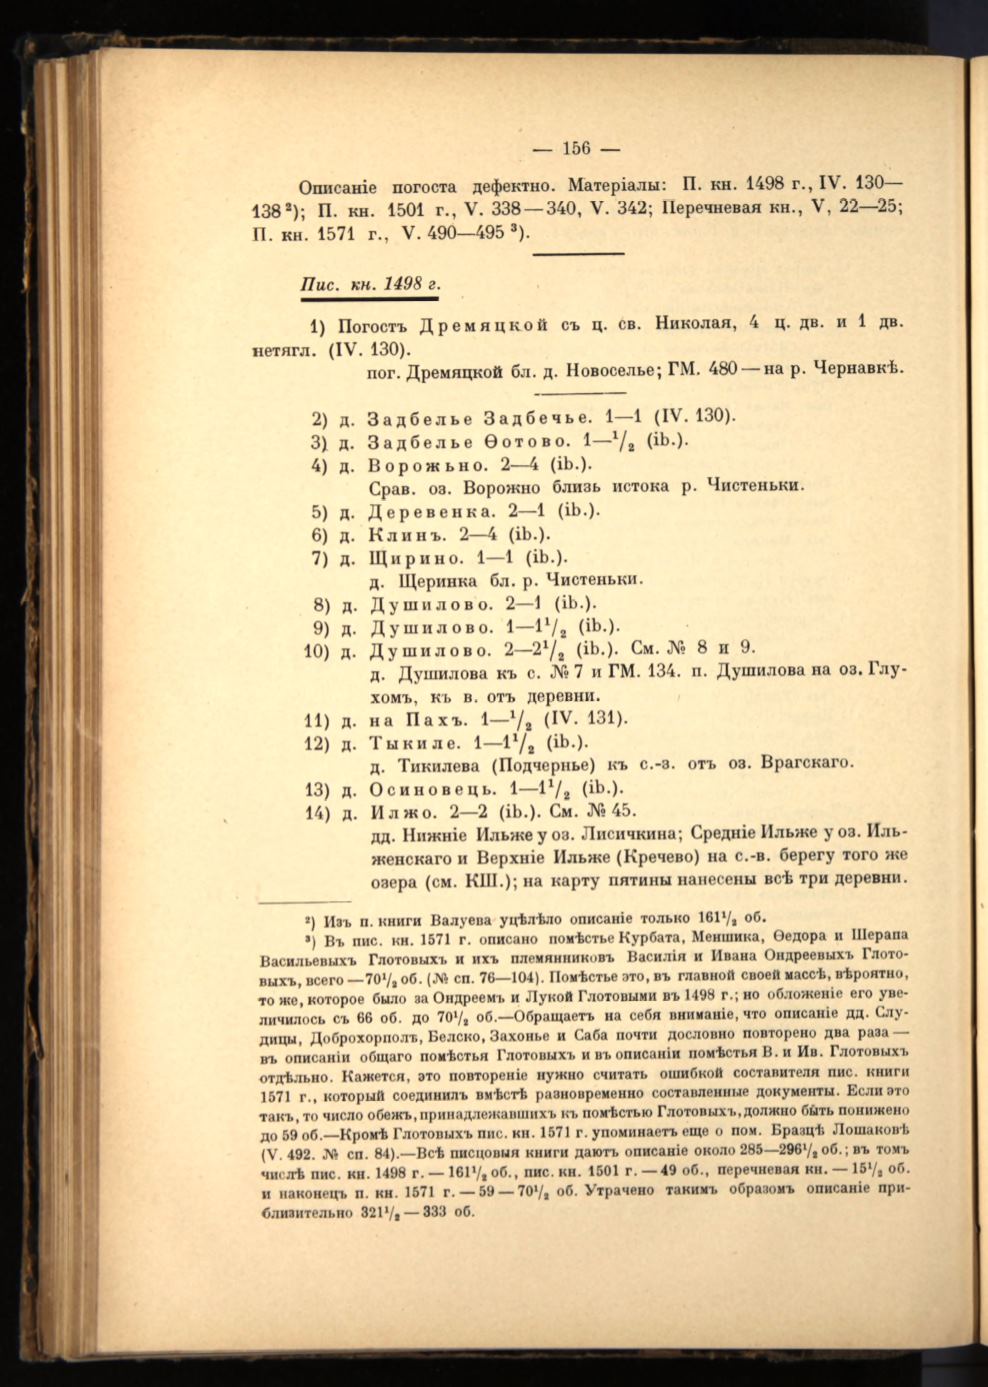 — 156 —
Описаніе погоста дефектно. Матеріалы: П. кн. 1498 г., IV. 130—
138 ²); П. кн. 1501 г., V. 338—340, V. 342; Перечневая кн., V, 22—25;
П. кн. 1571 г., V. 490—495 ³).
Пис. кн. 1498 г.
1) Погостъ Дремяцкой съ ц. св. Николая, 4 ц. дв. и 1 дв.
нетягл. (IV. 130).
пог. Дремяцкой бл. д. Новоселье; ГМ. 480 — на р. Чернавкѣ.
2) д. Задбелье Задбечье. 1—1 (IV. 130).
3) д. Задбелье Ѳотово. 1—¹/₂ (ib.).
4) д. Ворожьно. 2—4 (ib.).
Срав. оз. Ворожно близь истока р. Чистеньки.
5) д. Деревенка. 2—1 (ib.).
6) д. Клинъ. 2—4 (ib.).
7) д. Щирино. 1—1 (ib.).
д. Щеринка бл. р. Чистеньки.
8) д. Душилово. 2—1 (ib.).
9) д. Душилово. 1—1¹/₂ (ib.).
10) д. Душилово. 2—2¹/₂ (ib.). См. № 8 и 9.
д. Душилова къ с. № 7 и ГМ. 134. п. Душилова на оз. Глу-
хомъ, къ в. отъ деревни.
11) д. на Пахъ. 1—¹/₂ (IV. 131).
12) д. Тыкиле. 1—1¹/₂ (ib.).
д. Тикилева (Подчернье) къ с.-з. отъ оз. Врагскаго.
13) д. Осиновець. 1—1¹/₂ (ib.).
14) д. Илжо. 2—2 (ib.). См. № 45.
дд. Нижніе Ильже у оз. Лисичкина; Средніе Ильже у оз. Иль-
женскаго и Верхніе Ильже (Кречево) на с.-в. берегу того же
озера (см. КШ.); на карту пятины нанесены всѣ три деревни.
²) Изъ п. книги Валуева уцѣлѣло описаніе только 161¹/₂ об.
³) Въ пис. кн. 1571 г. описано помѣстье Курбата, Меншика, Ѳедора и Шерапа
Васильевыхъ Глотовыхъ и ихъ племянниковъ Василія и Ивана Ондреевыхъ Глото-
выхъ, всего — 70¹/₂ об. (№ сп. 76—104). Помѣстье это, въ главной своей массѣ, вѣроятно,
то же, которое было за Ондреемъ и Лукой Глотовыми въ 1498 г.; но обложеніе его уве-
личилось съ 66 об. до 70¹/₂ об.—Обращаетъ на себя вниманіе, что описаніе дд. Слу-
дицы, Доброхорполъ, Белско, Захонье и Саба почти дословно повторено два раза —
въ описаніи общаго помѣстья Глотовыхъ и въ описаніи помѣстья В. и Ив. Глотовыхъ
отдѣльно. Кажется, это повтореніе нужно считать ошибкой составителя пис. книги
1571 г., который соединилъ вмѣстѣ разновременно составленные документы. Если это
такъ, то число обежъ, принадлежавшихъ къ помѣстью Глотовыхъ, должно быть понижено
до 59 об.—Кромѣ Глотовыхъ пис. кн. 1571 г. упоминаетъ еще о пом. Бразцѣ Лошаковѣ
(V. 492. № сп. 84).—Всѣ писцовыя книги даютъ описаніе около 285—296¹/₂ об.; въ томъ
числѣ пис. кн. 1498 г. — 161¹/₂ об., пис. кн. 1501 г. — 49 об., перечневая кн. — 15¹/₂ об.
и наконецъ п. кн. 1571 г. — 59 — 70¹/₂ об. Утрачено такимъ образомъ описаніе при-
близительно 321¹/₂ — 333 об.